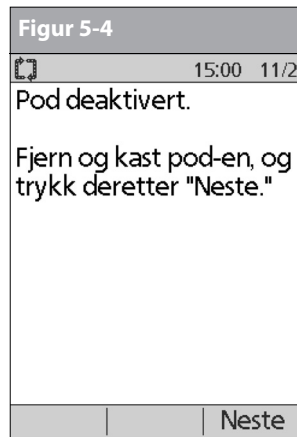 Figur 5-4
15:00 11/2
Pod deaktivert.
Fjern og kast pod-en, og
trykk deretter "Neste."
Neste